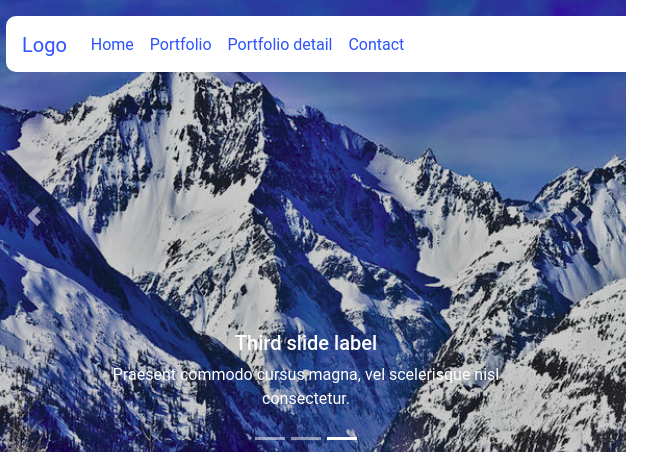 Logo Home Portfolio Portfolio detail Contact
Third slide label
Praesent commodo cursus magna, vel scelerisque nisl
consectetur.